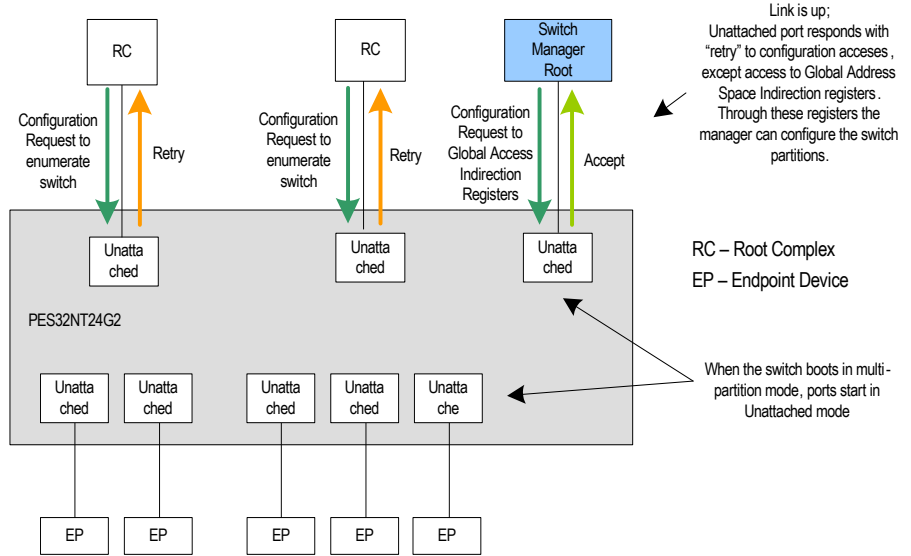 RC
RC
Switch
Manager
Root
Link is up;
Unattached port responds with
“retry” to configuration acceses ,
except access to Global Address
Space Indirection registers .
Through these registers the
manager can configure the switch
partitions.
Configuration
Request to
enumerate
switch
Retry
Configuration
Request to
enumerate
switch
Retry
Configuration
Request to
Global Access
Indirection
Registers
Accept
Unatta
ched
Unatta
ched
Unatta
ched
RC – Root Complex
EP – Endpoint Device
PES32NT24G2
Unatta
ched
Unatta
ched
Unatta
ched
Unatta
ched
Unatta
che
When the switch boots in multi-
partition mode, ports start in
Unattached mode
EP
EP
EP
EP
EP